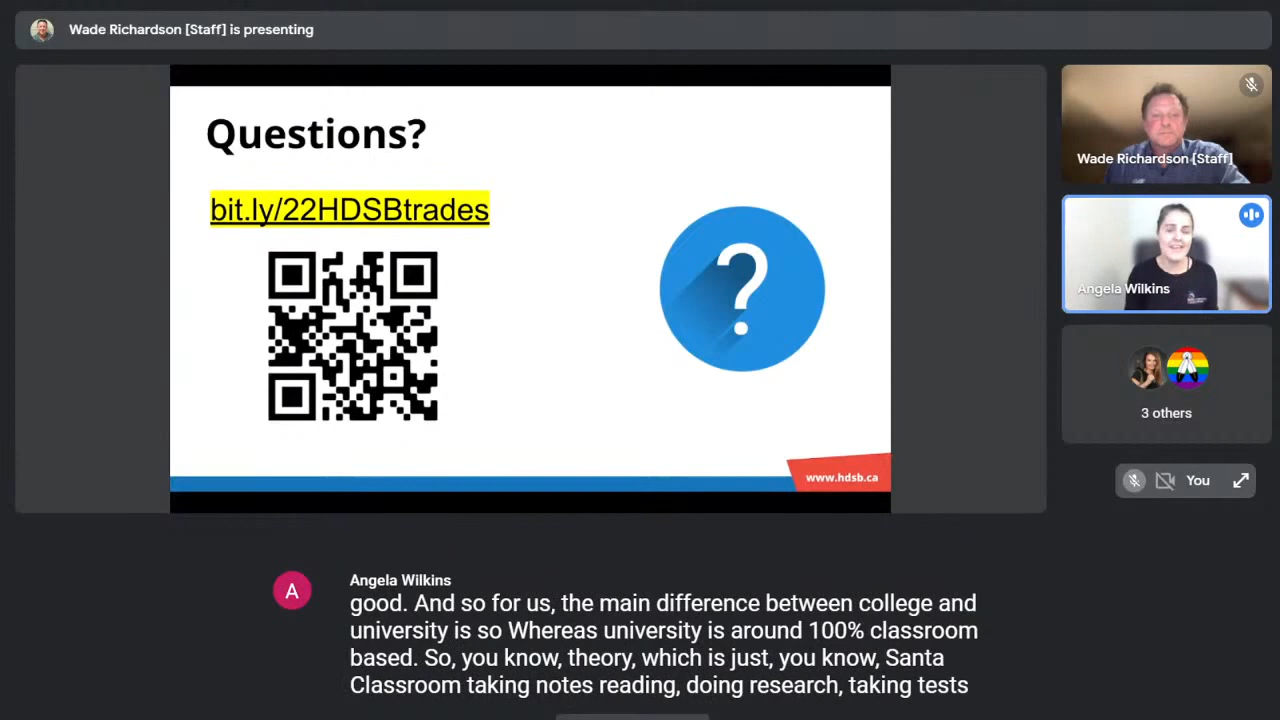 Wade Richardson [Staff] is presenting
Questions?
bit.ly/22HDSBtrades
?
www.hdsb.ca
Wade Richardson [Staff]
Angela Wilkins
3 others
You
A
Angela Wilkins
good. And so for us, the main difference between college and
university is so Whereas university is around 100% classroom
based. So, you know, theory, which is just, you know, Santa
Classroom taking notes reading, doing research, taking tests